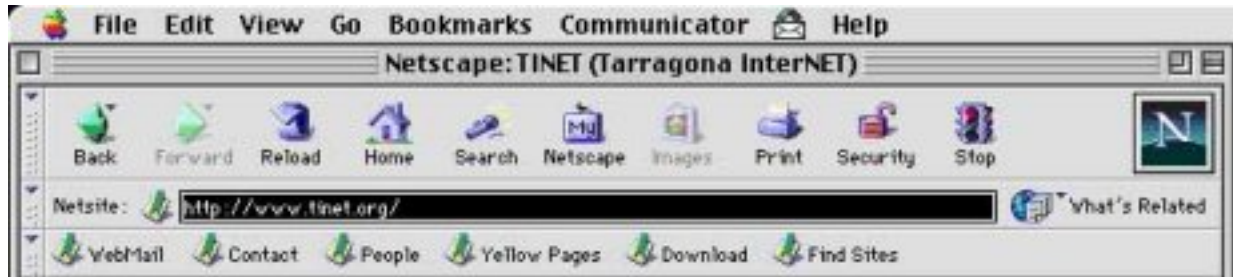 File Edit View Go Bookmarks Communicator Help
Netscape: TINET (Tarragona InterNET)
My N
Back Forward Reload Home Search Netscape Images Print Security Stop
Netsite: http://www.tinet.org/ What's Related
WebMail Contact People Yellow Pages Download Find Sites